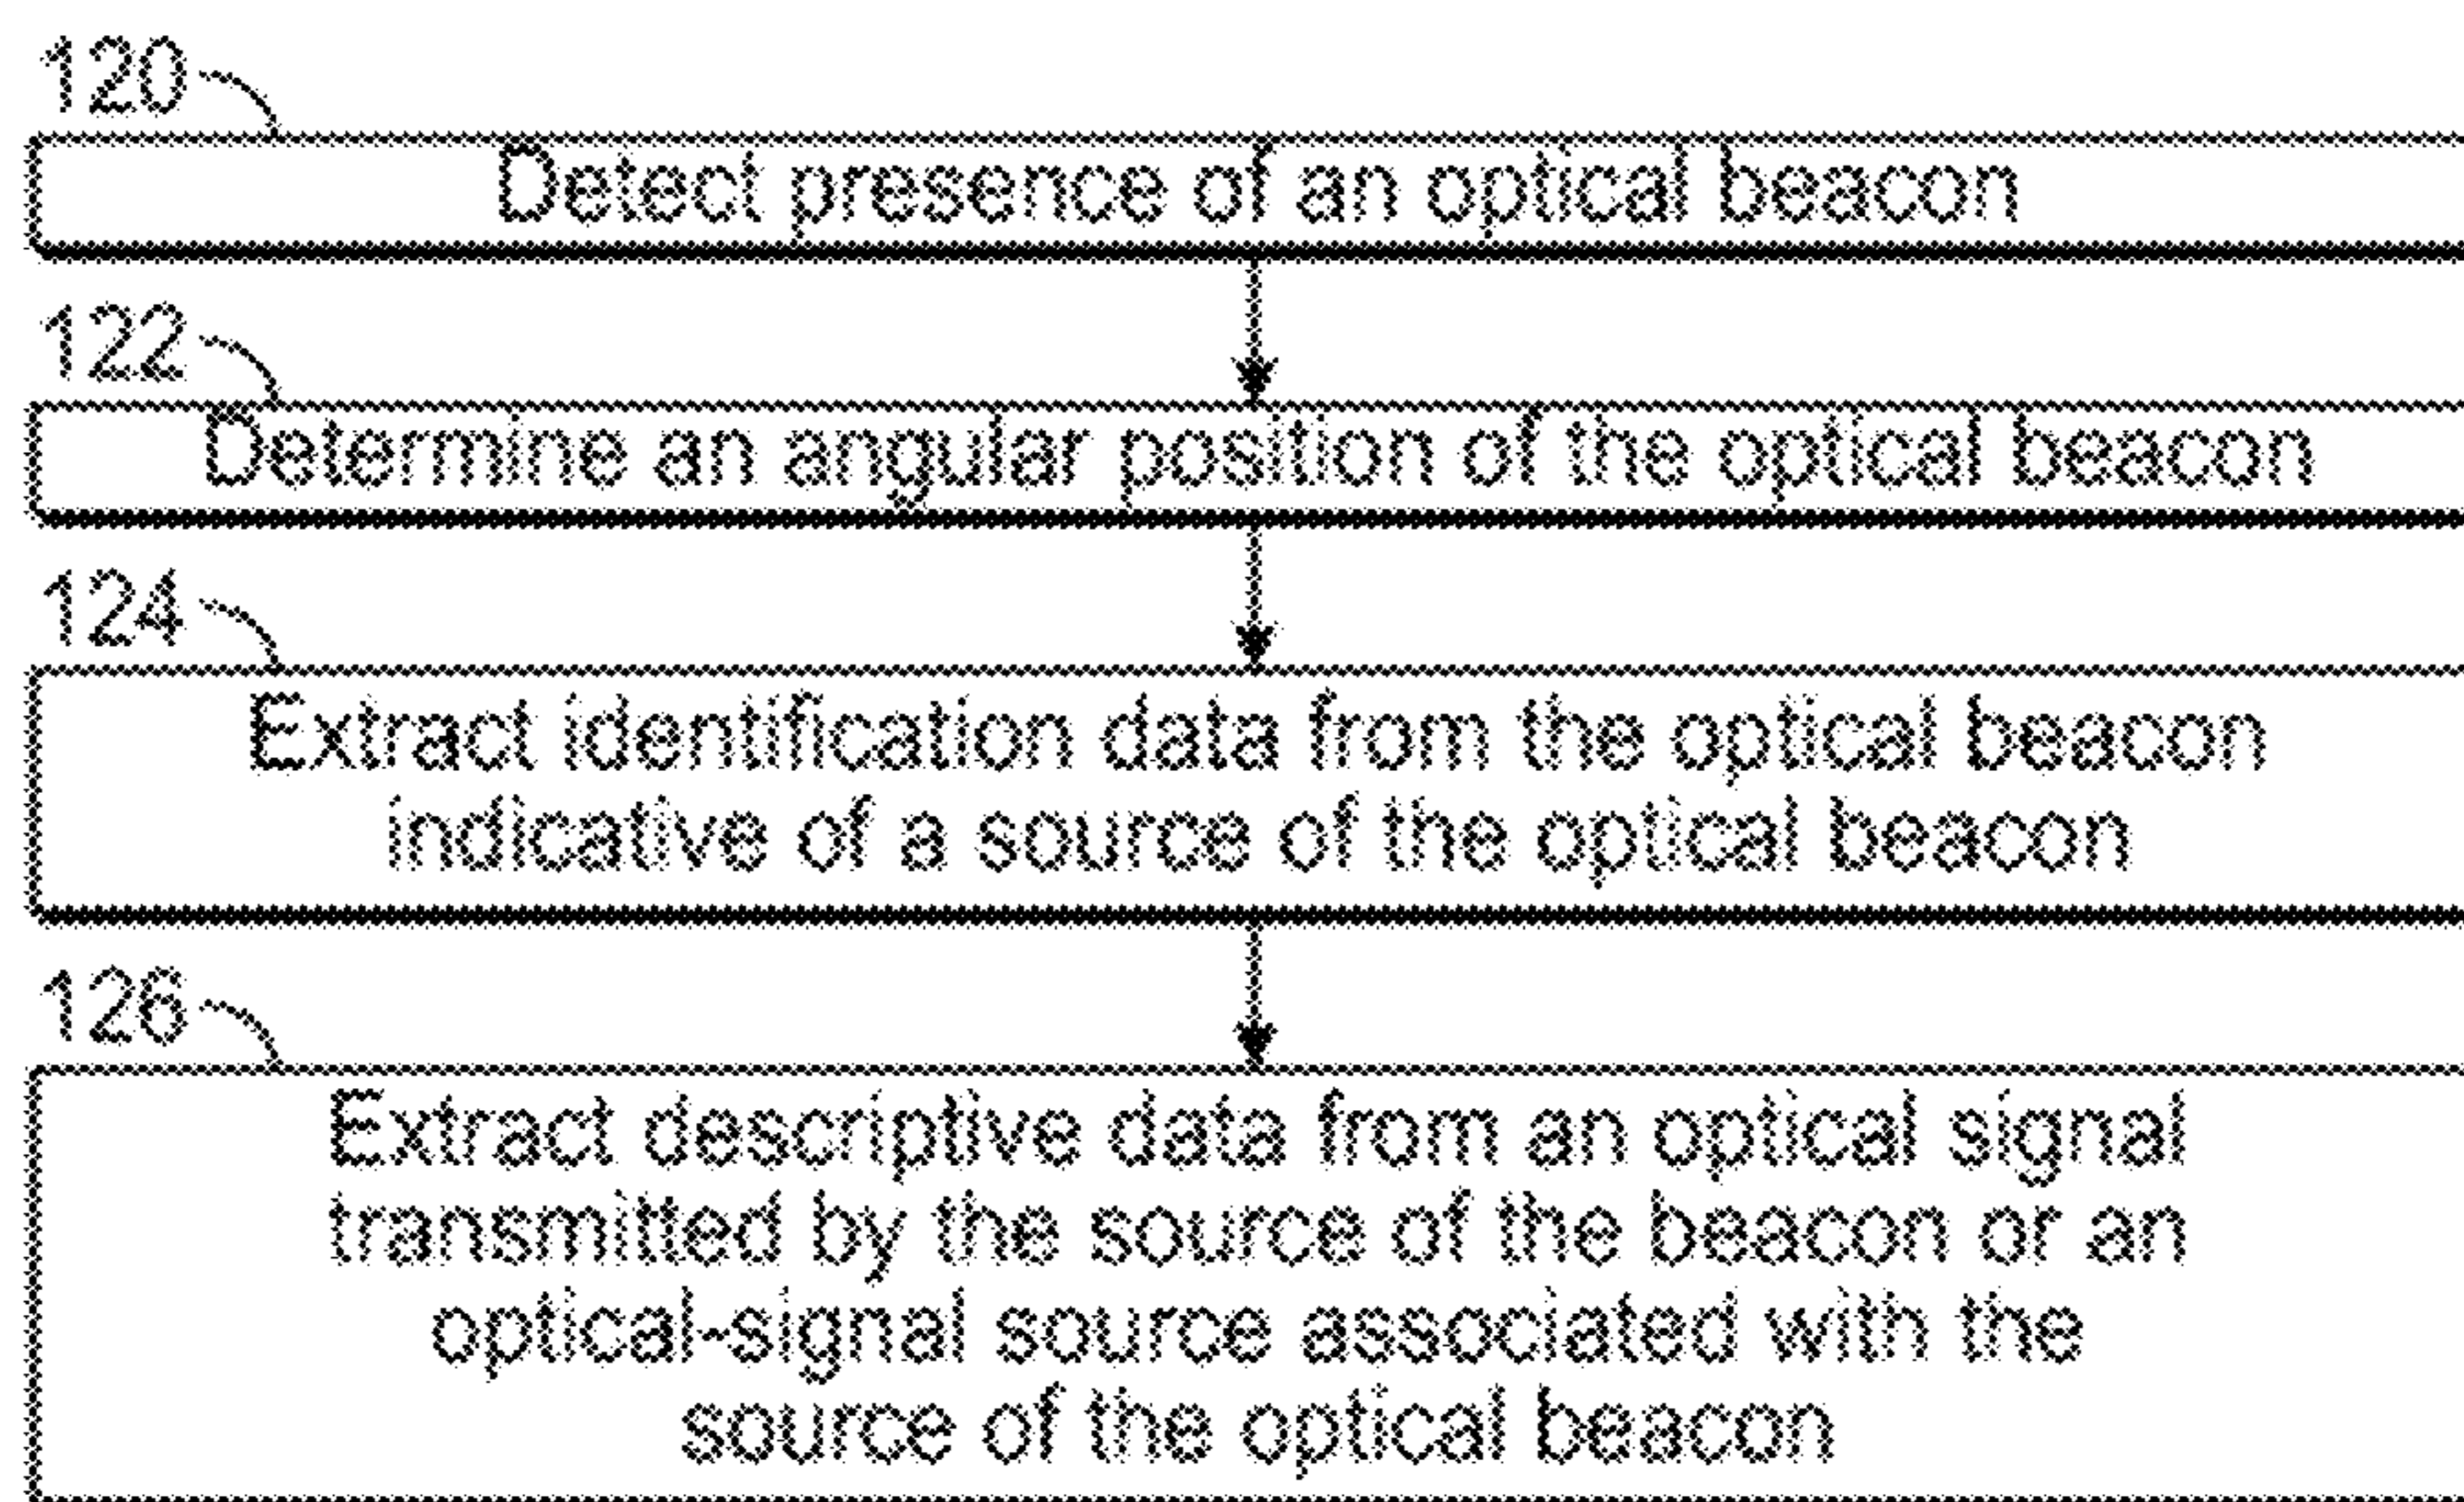 120
Detect presence of an optical beacon
122
Determine an angular position of the optical beacon
124
Extract identification data from the optical beacon
indicative of a source of the optical beacon
126
Extract descriptive data from an optical signal
transmitted by the source of the beacon or an
optical-signal source associated with the
source of the optical beacon